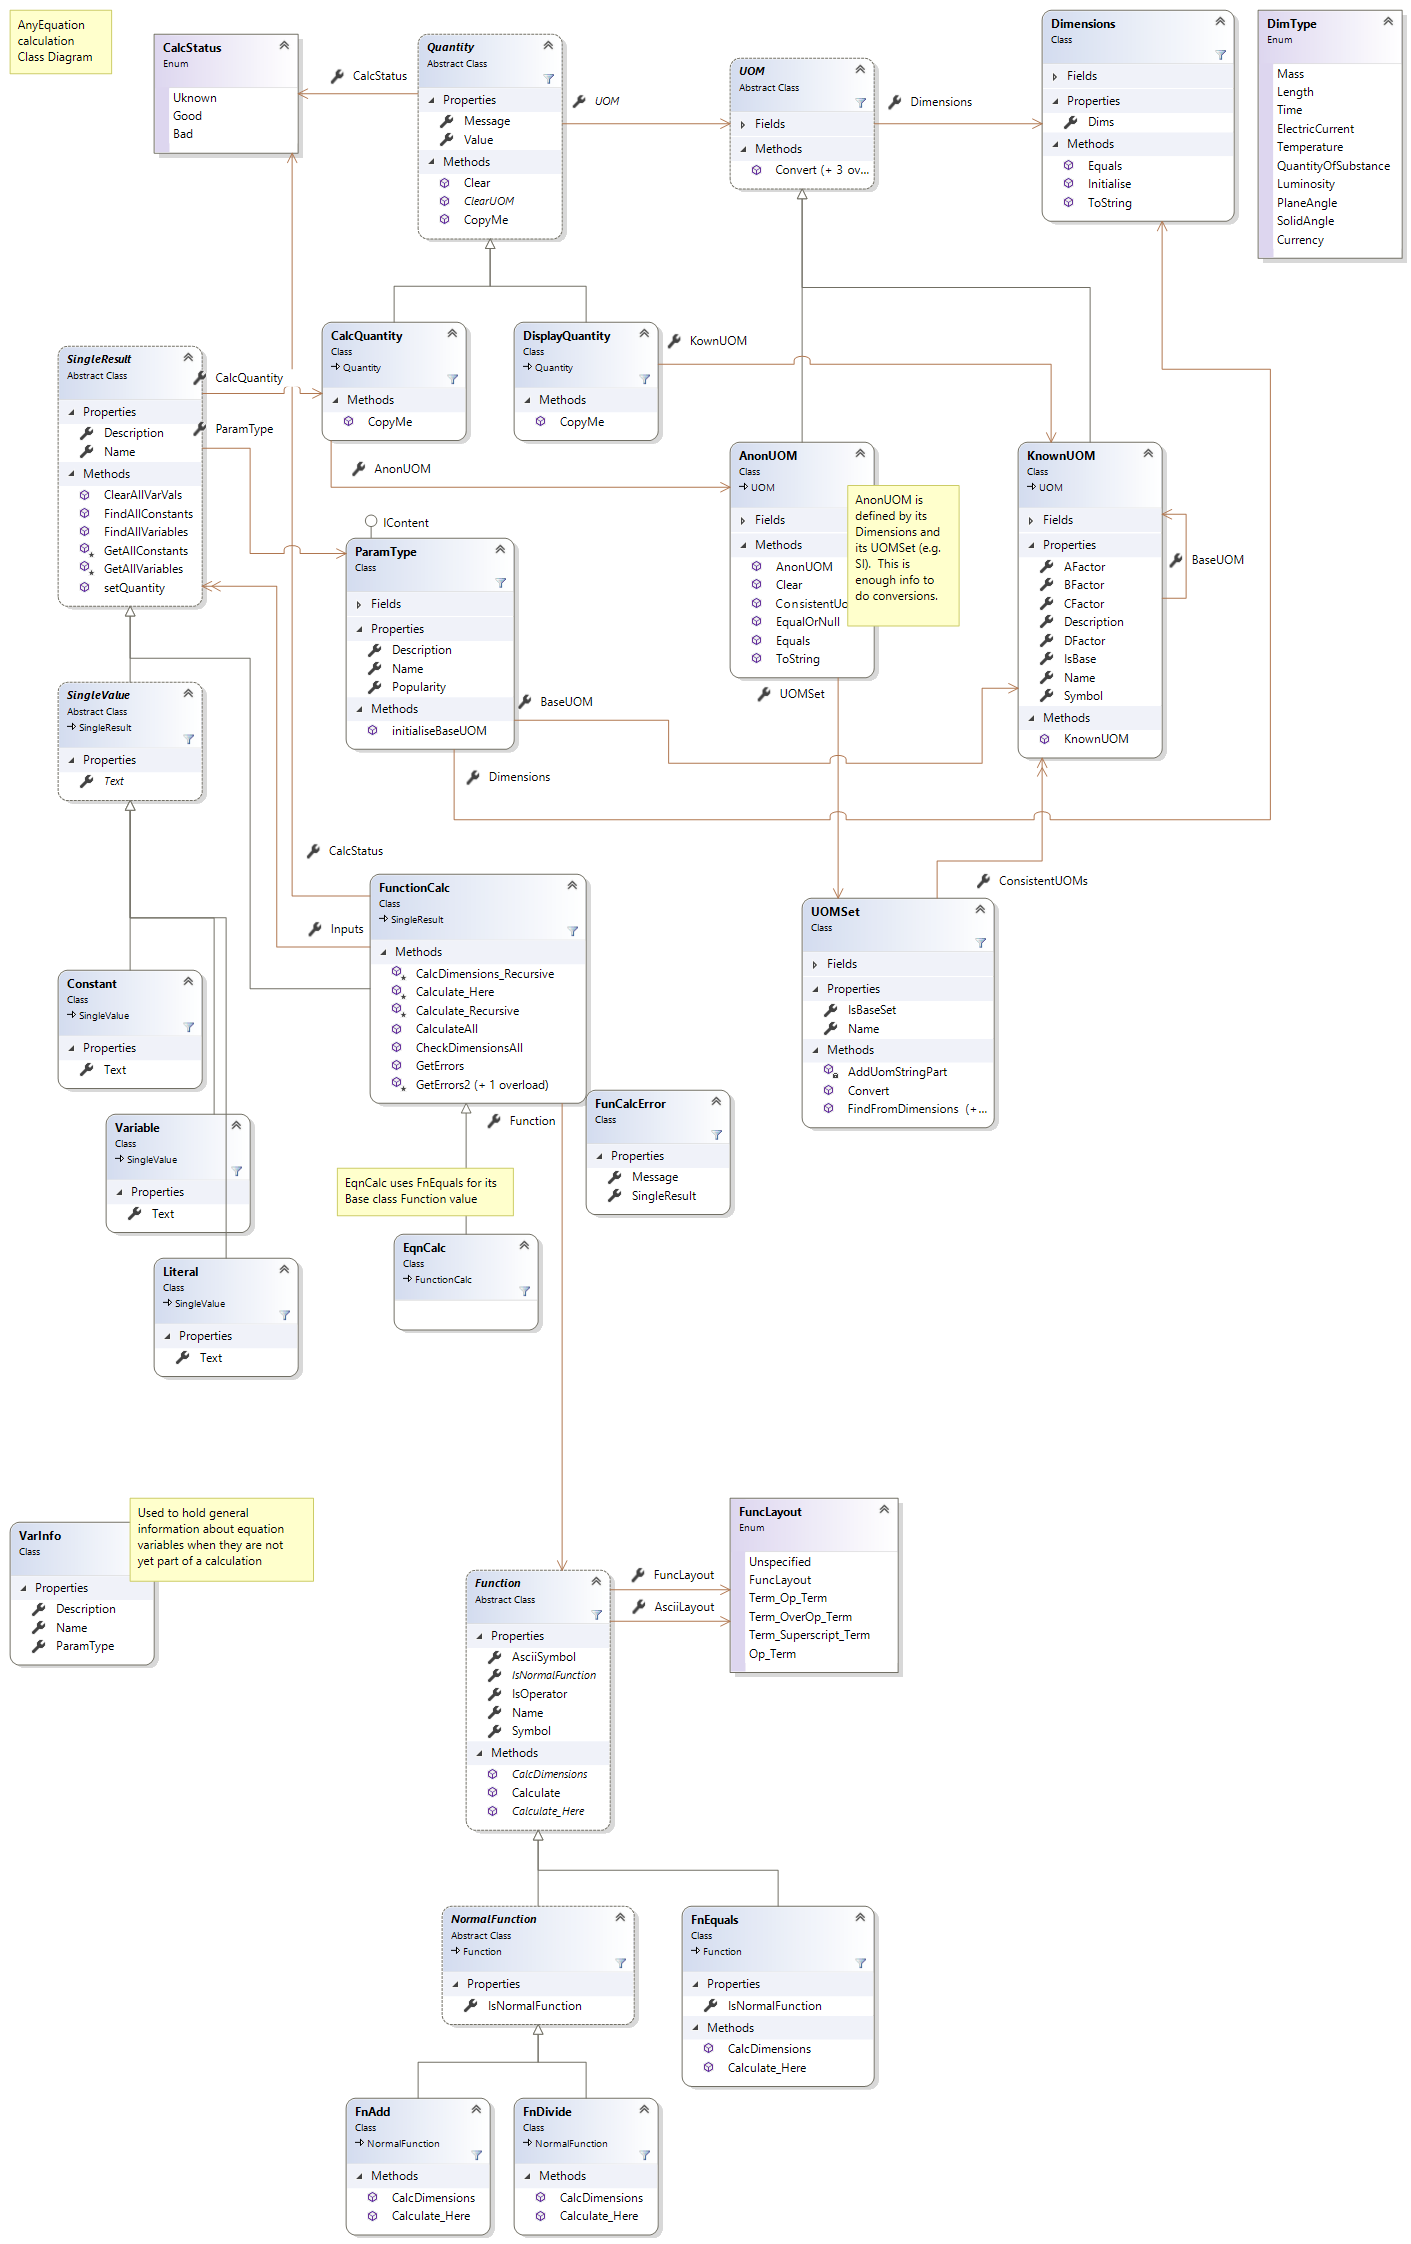 AnyEquation
calculation
Class Diagram
CalcStatus
Enum
Uknown
Good
Bad
CalcStatus
Quantity
Abstract Class
Properties
Message
Value
Methods
Clear
ClearUOM
CopyMe
UOM
UOM
Abstract Class
Fields
Methods
Convert (+ 3 ov...
Dimensions
Dimensions
Class
Fields
Properties
Dims
Methods
Equals
Initialise
ToString
DimType
Enum
Mass
Length
Time
ElectricCurrent
Temperature
QuantityOfSubstance
Luminosity
PlaneAngle
SolidAngle
Currency
SingleResult
Abstract Class
Properties
Description
Name
Methods
ClearAllVarVals
FindAllConstants
FindAllVariables
GetAllConstants
GetAllVariables
setQuantity
CalcQuantity
ParamType
CalcQuantity
Class
Quantity
Methods
CopyMe
DisplayQuantity
Class
Quantity
Methods
CopyMe
KownUOM
AnonUOM
IContent
ParamType
Class
Fields
Properties
Description
Name
Popularity
Methods
initialiseBaseUOM
BaseUOM
Dimensions
AnonUOM
Class
UOM
Fields
Methods
AnonUOM
Clear
ConsistentUo
EqualOrNull
Equals
ToString
AnonUOM is
defined by its
Dimensions and
its UOMSet (e.g.
SI).  This is
enough info to
do conversions.
UOMSet
KnownUOM
Class
UOM
Fields
Properties
AFactor
BFactor
CFactor
Description
DFactor
IsBase
Name
Symbol
Methods
KnownUOM
BaseUOM
SingleValue
Abstract Class
SingleResult
Properties
Text
CalcStatus
Inputs
FunctionCalc
Class
SingleResult
Methods
CalcDimensions_Recursive
Calculate_Here
Calculate_Recursive
CalculateAll
CheckDimensionsAll
GetErrors
GetErrors2 (+ 1 overload)
ConsistentUOMs
UOMSet
Class
Fields
Properties
IsBaseSet
Name
Methods
AddUomStringPart
Convert
FindFromDimensions (+...
Constant
Class
SingleValue
Properties
Text
Variable
Class
SingleValue
Properties
Text
Literal
Class
SingleValue
Properties
Text
Function
FunCalcError
Class
Properties
Message
SingleResult
EqnCalc uses FnEquals for its
Base class Function value
EqnCalc
Class
FunctionCalc
VarInfo
Class
Properties
Description
Name
ParamType
Used to hold general
information about equation
variables when they are not
yet part of a calculation
Function
Abstract Class
Properties
AsciiSymbol
IsNormalFunction
IsOperator
Name
Symbol
Methods
CalcDimensions
Calculate
Calculate_Here
FuncLayout
AsciiLayout
FuncLayout
Enum
Unspecified
FuncLayout
Term_Op_Term
Term_OverOp_Term
Term_Superscript_Term
Op_Term
NormalFunction
Abstract Class
Function
Properties
IsNormalFunction
FnEquals
Class
Function
Properties
IsNormalFunction
Methods
CalcDimensions
Calculate_Here
FnAdd
Class
NormalFunction
Methods
CalcDimensions
Calculate_Here
FnDivide
Class
NormalFunction
Methods
CalcDimensions
Calculate_Here